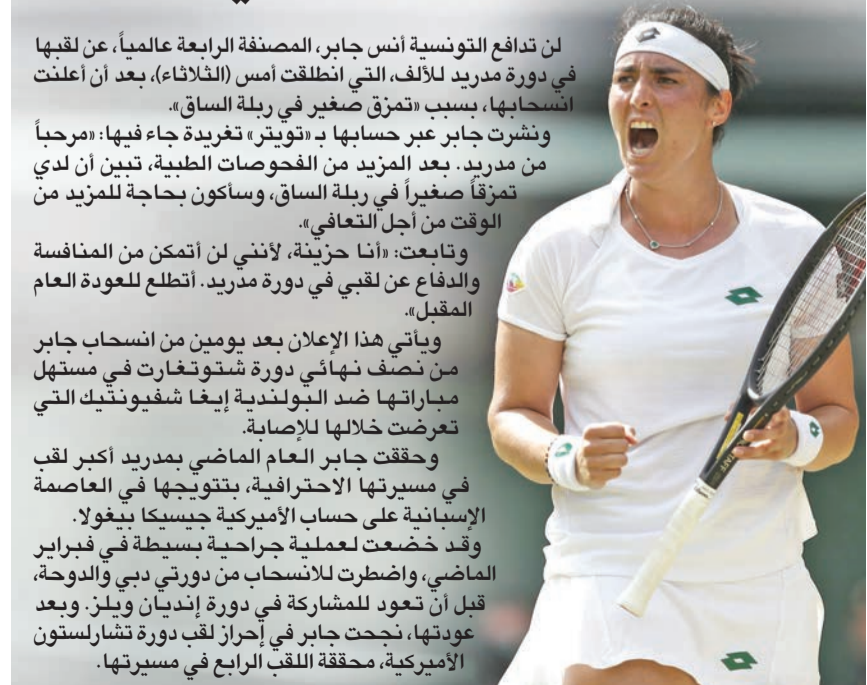 لن تدافع التونسية أنس جابر، المصنفة الرابعة عالمياً، عن لقبها
في دورة مدريد للألف، التي انطلقت أمس (الثلاثاء)، بعد أن أعلنت
انسحابها، بسبب «تمزق صغير في ربلة الساق».
ونشرت جابر عبر حسابها بـ «تويتر» تغريدة جاء فيها: «مرحباً
من مدريد. بعد المزيد من الفحوصات الطبية، تبين أن لدي
تمزقاً صغيراً في ربلة الساق، وسأكون بحاجة للمزيد من
الوقت من أجل التعافي».
وتابعت: «أنا حزينة، لأنني لن أتمكن من المنافسة
والدفاع عن لقبي في دورة مدريد. أتطلع للعودة العام
المقبل».
ويأتي هذا الإعلان بعد يومين من انسحاب جابر
من نصف نهائي دورة شتوتغارت في مستهل
مباراتها ضد البولندية إيغا شفيونتيك التي
تعرضت خلالها للإصابة.
وحققت جابر العام الماضي بمدريد أكبر لقب
في مسيرتها الاحترافية، بتتويجها في العاصمة
الإسبانية على حساب الأميركية جيسيكا بيغولا.
وقد خضعت لعملية جراحية بسيطة في فبراير
الماضي، واضطرت للانسحاب من دورتي دبي والدوحة،
قبل أن تعود للمشاركة في دورة إنديان ويلز. وبعد
عودتها، نجحت جابر في إحراز لقب دورة تشارلستون
الأميركية، محققة اللقب الرابع في مسيرتها.